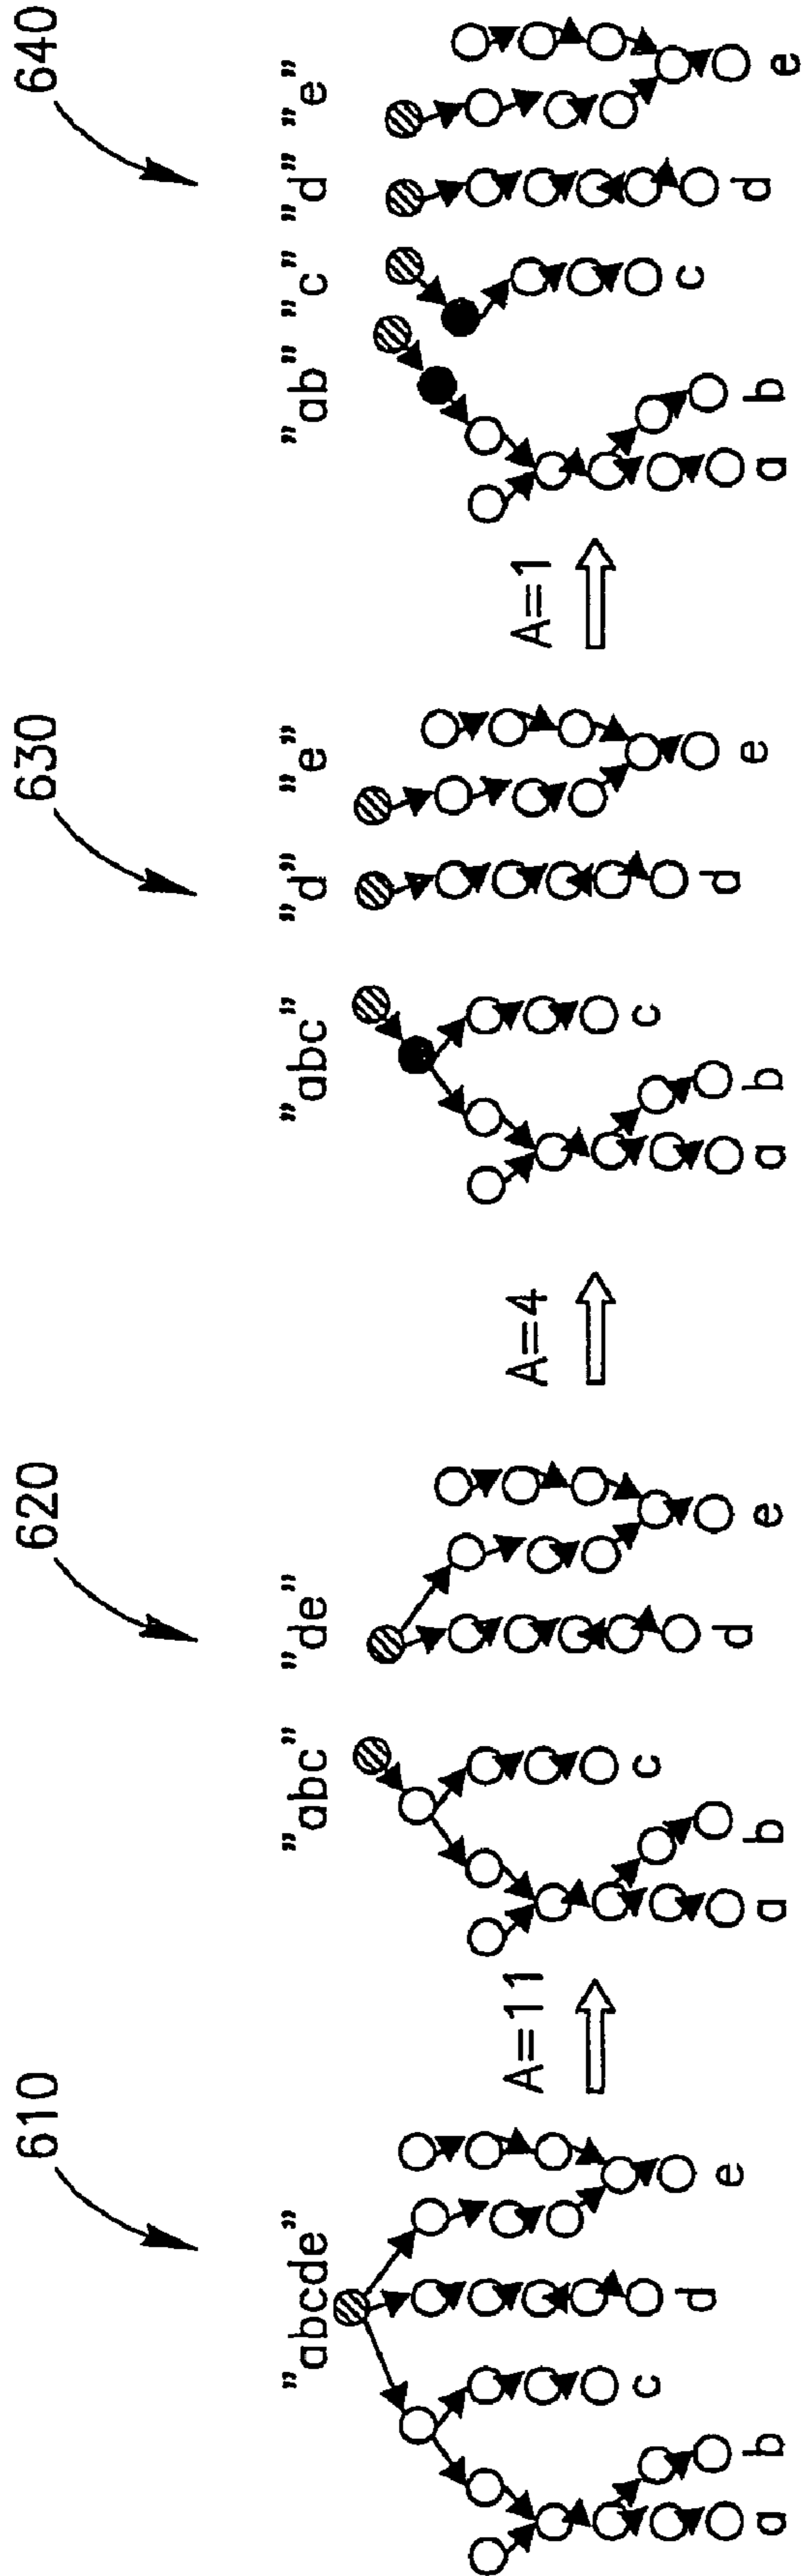 610
"abcde"
a b c d e
A=11
620
"abc" "de"
a b c d e
A=4
630
"abc" "d" "e"
a b c d e
A=1
640
"ab" "c" "d" "e"
a b c d e